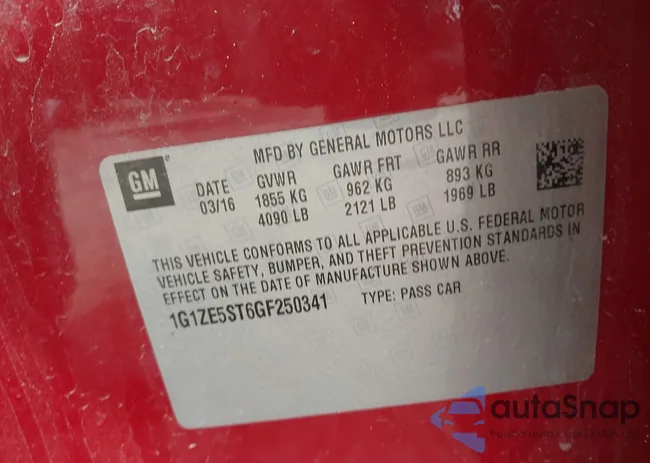 MFD BY GENERAL MOTORS LLC
GM
DATE GVWR GAWR FRT GAWR RR
03/16 1855 KG 962 KG 893 KG
4090 LB 2121 LB 1969 LB
THIS VEHICLE CONFORMS TO ALL APPLICABLE U.S. FEDERAL MOTOR
VEHICLE SAFETY, BUMPER, AND THEFT PREVENTION STANDARDS IN
EFFECT ON THE DATE OF MANUFACTURE SHOWN ABOVE.
1G1ZE5ST6GF250341 TYPE: PASS CAR
autaSnap